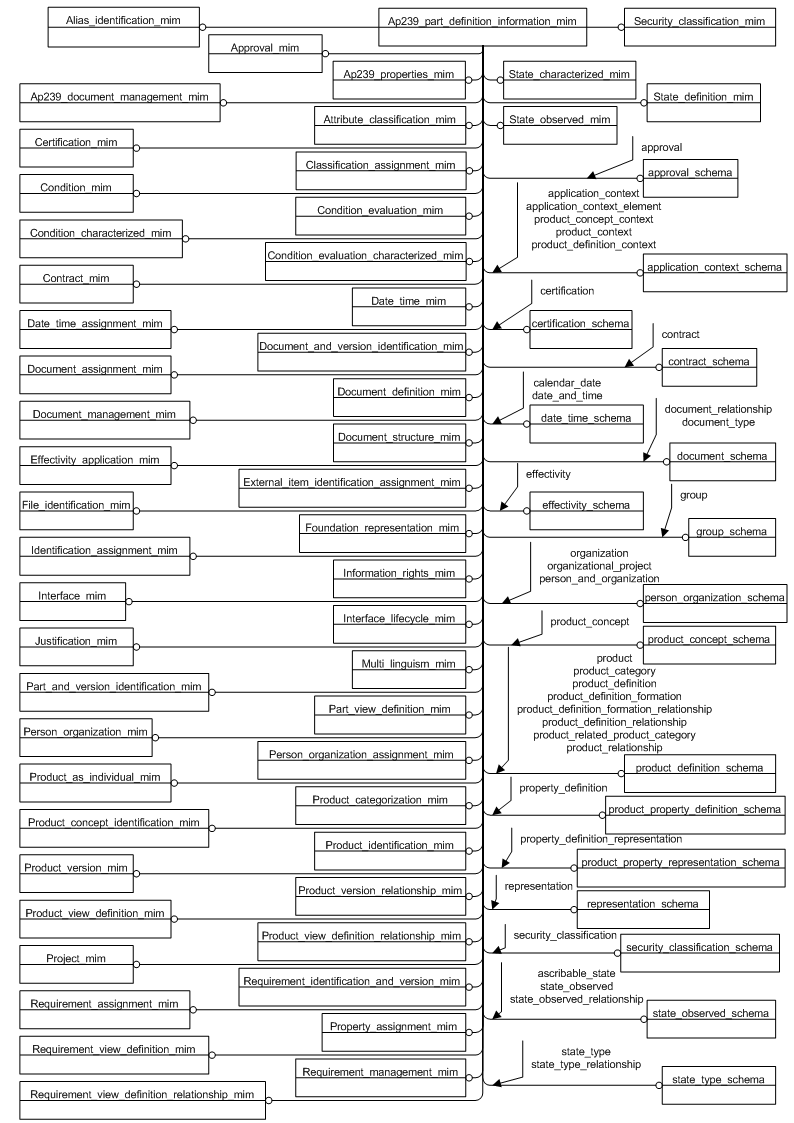 Alias_identification_mim
Ap239_part_definition_information_mim
Security_classification_mim
Approval_mim
Ap239_properties_mim
State_characterized_mim
Ap239_document_management_mim
State_definition_mim
Attribute_classification_mim
State_observed_mim
Certification_mim
approval
Classification_assignment_mim
approval_schema
Condition_mim
application_context
application_context_element
product_concept_context
product_context
product_definition_context
Condition_evaluation_mim
Condition_characterized_mim
Condition_evaluation_characterized_mim
application_context_schema
Contract_mim
certification
Date_time_mim
Date_time_assignment_mim
certification_schema
contract
Document_and_version_identification_mim
contract_schema
Document_assignment_mim
calendar_date
date_and_time
Document_definition_mim
document_relationship
document_type
Document_management_mim
date_time_schema
Document_structure_mim
document_schema
Effectivity_application_mim
effectivity
External_item_identification_assignment_mim
group
File_identification_mim
effectivity_schema
Foundation_representation_mim
group_schema
Identification_assignment_mim
organization
organizational_project
person_and_organization
Information_rights_mim
Interface_mim
person_organization_schema
Interface_lifecycle_mim
product_concept
Justification_mim
product_concept_schema
Multi_linguism_mim
product
product_category
product_definition
product_definition_formation
product_definition_formation_relationship
product_definition_relationship
product_related_product_category
product_relationship
Part_and_version_identification_mim
Part_view_definition_mim
Person_organization_mim
Person_organization_assignment_mim
product_definition_schema
Product_as_individual_mim
property_definition
Product_categorization_mim
product_property_definition_schema
Product_concept_identification_mim
property_definition_representation
Product_identification_mim
product_property_representation_schema
Product_version_mim
representation
Product_version_relationship_mim
representation_schema
Product_view_definition_mim
security_classification
Product_view_definition_relationship_mim
security_classification_schema
Project_mim
ascribable_state
state_observed
state_observed_relationship
Requirement_identification_and_version_mim
Requirement_assignment_mim
state_observed_schema
Property_assignment_mim
Requirement_view_definition_mim
state_type
state_type_relationship
Requirement_management_mim
state_type_schema
Requirement_view_definition_relationship_mim